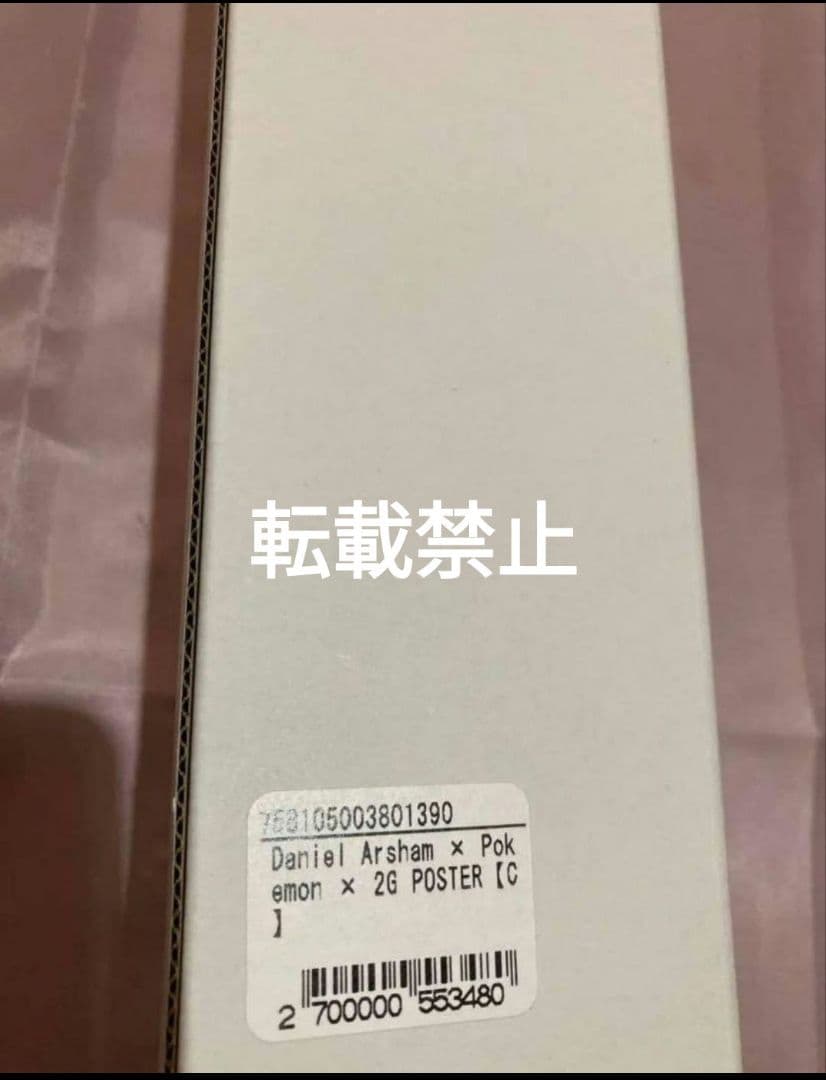 転載禁止
768105003801390
Daniel Arsham × Pok
emon × 2G POSTER【C
】
2 700000 553480